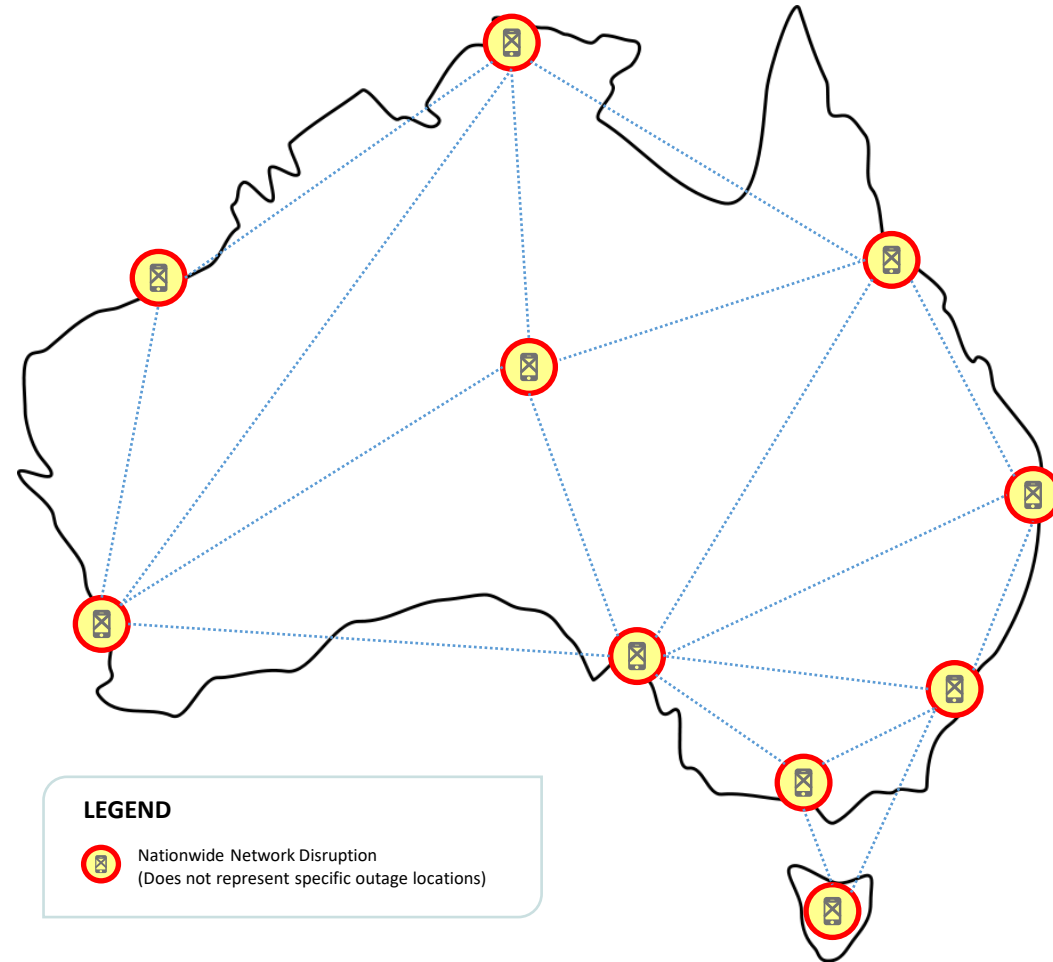 LEGEND
Nationwide Network Disruption
(Does not represent specific outage locations)